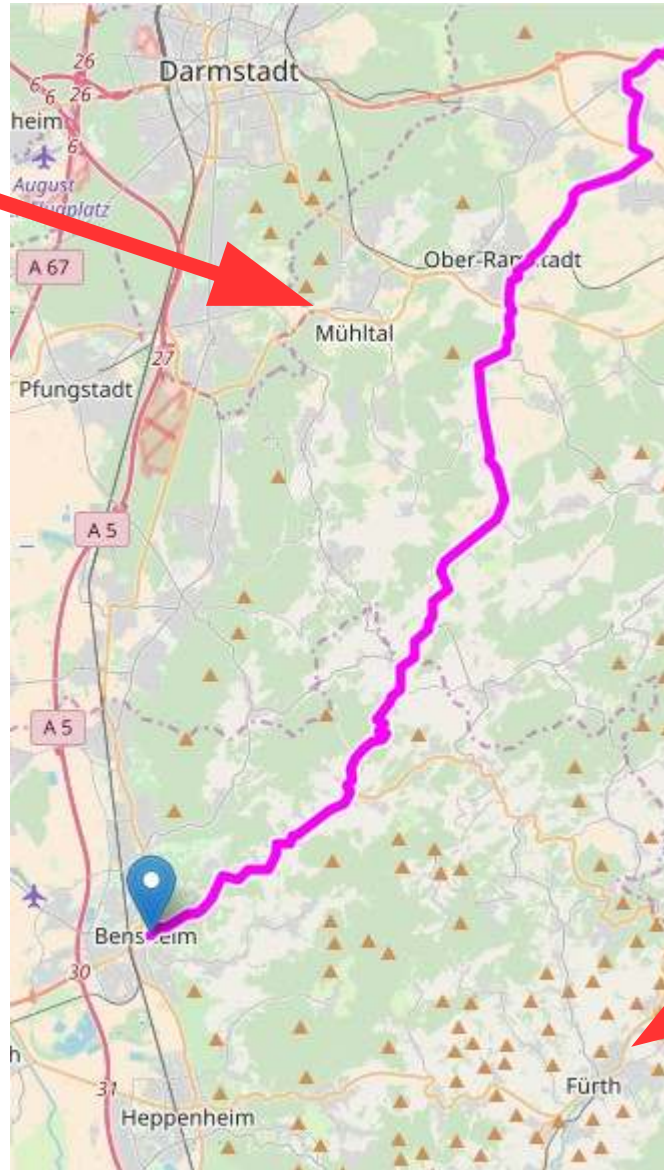 26
Darmstadt
6
26
6
heim
6
August
A 67
Ober-Ramstadt
Mühltal
27
Pfungstadt
A 5
A 5
Bensheim
30
h
31
Fürth
Heppenheim